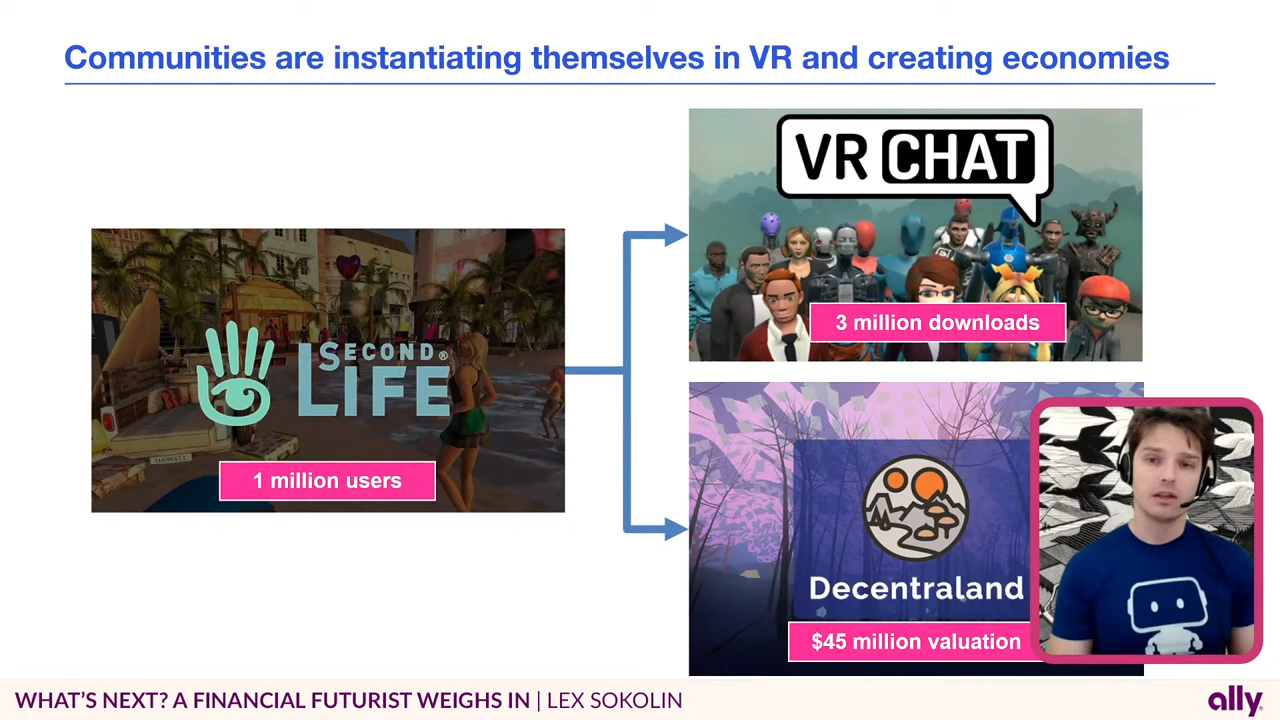 Communities are instantiating themselves in VR and creating economies
VR CHAT
3 million downloads
SECOND®
LIFE
HAW411
1 million users
Decentraland
$45 million valuation
WHAT'S NEXT? A FINANCIAL FUTURIST WEIGHS IN | LEX SOKOLIN
ally